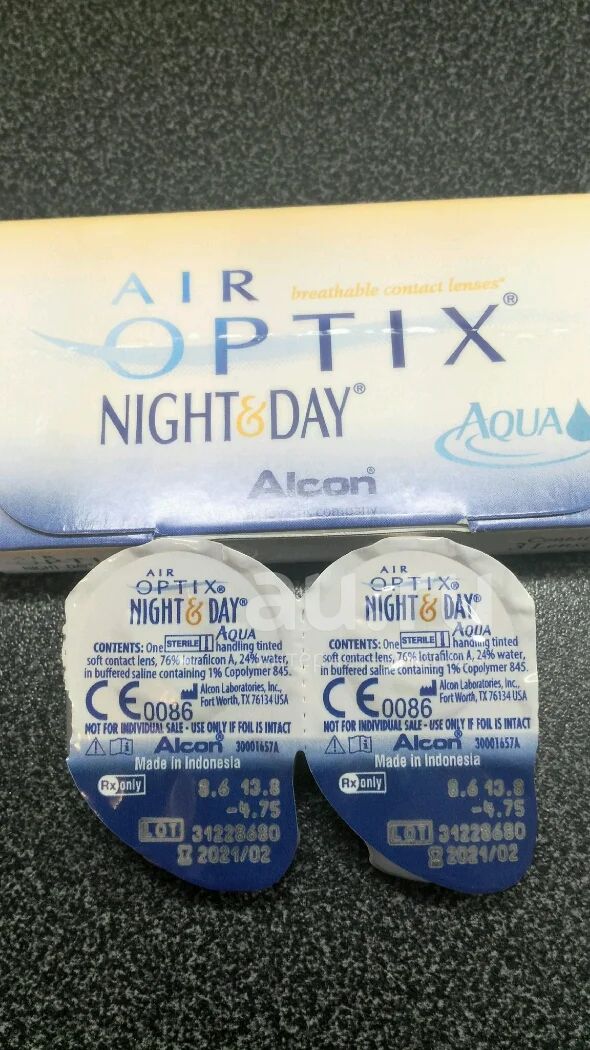 AIR
breathable contact lenses
OPTIX®
NIGHT&DAY®
AQUA
Alcon®
AIR
OPTIX®
NIGHT & DAY®
AQUA
CONTENTS: One STERILE handling tinted
soft contact lens, 76% lotrafilcon A, 24% water,
in buffered saline containing 1% Copolymer 845.
CE0086
Alcon Laboratories, Inc.,
Fort Worth, TX 76134 USA
NOT FOR INDIVIDUAL SALE - USE ONLY IF FOIL IS INTACT
Alcon® 30001657A
Made in Indonesia
Rx only
8.6 13.8
-4.75
LOT 31228680
2021/02
AIR
OPTIX®
NIGHT & DAY®
AQUA
CONTENTS: One STERILE handling tinted
soft contact lens, 76% lotrafilcon A, 24% water,
in buffered saline containing 1% Copolymer 845.
CE0086
Alcon Laboratories, Inc.,
Fort Worth, TX 76134 USA
NOT FOR INDIVIDUAL SALE - USE ONLY IF FOIL IS INTACT
Alcon® 30001657A
Made in Indonesia
Rx only
8.6 13.8
-4.75
LOT 31228680
2021/02